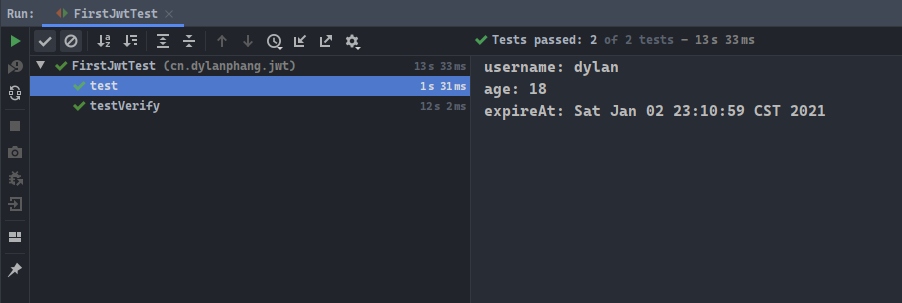 Run: FirstJwtTest ×
Tests passed: 2 of 2 tests – 13 s 33 ms
FirstJwtTest (cn.dylanphang.jwt) 13 s 33 ms
test 1 s 31 ms
testVerify 12 s 2 ms
username: dylan
age: 18
expireAt: Sat Jan 02 23:10:59 CST 2021